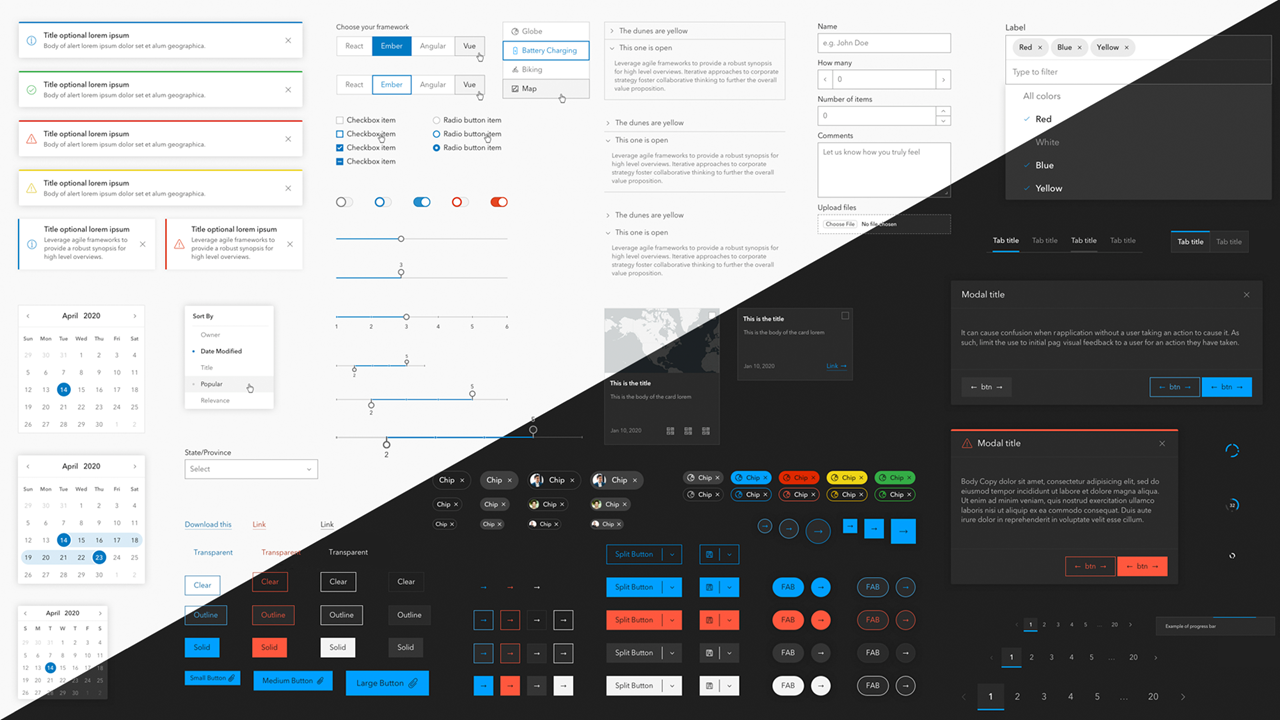 Title optional lorem ipsum
Body of alert lorem ipsum dolor set et alum geographica.
Title optional lorem ipsum
Body of alert lorem ipsum dolor set et alum geographica.
Title optional lorem ipsum
Body of alert lorem ipsum dolor set et alum geographica.
Title optional lorem ipsum
Body of alert lorem ipsum dolor set et alum geographica.
Title optional lorem ipsum
Leverage agile frameworks to
provide a robust synopsis for
high level overviews.
Title optional lorem ipsum
Leverage agile frameworks to
provide a robust synopsis for
high level overviews.
Choose your framework
React Ember Angular Vue
React Ember Angular Vue
Globe
Battery Charging
Biking
Map
Checkbox item
Checkbox item
Checkbox item
Checkbox item
Radio button item
Radio button item
Radio button item
3
1 2 3 4 5 6
5
2
5
2
5
2
The dunes are yellow
This one is open
Leverage agile frameworks to provide a robust synopsis
for high level overviews. Iterative approaches to corporate
strategy foster collaborative thinking to further the overall
value proposition.
The dunes are yellow
This one is open
Leverage agile frameworks to provide a robust synopsis for
high level overviews. Iterative approaches to corporate
strategy foster collaborative thinking to further the overall
value proposition.
The dunes are yellow
This one is open
Leverage agile frameworks to provide a robust synopsis for
high level overviews. Iterative approaches to corporate
strategy foster collaborative thinking to further the overall
value proposition.
Name
e.g. John Doe
How many
0
Number of items
0
Comments
Let us know how you truly feel
Upload files
Choose File No file chosen
Label
Red Blue Yellow
Type to filter
All colors
Red
White
Blue
Yellow
Tab title Tab title Tab title Tab title
Tab title Tab title
Modal title
It can cause confusion when rapplication without a user taking an action to cause it. As
such, limit the use to initial pag visual feedback to a user for an action they have taken.
← btn → ← btn → ← btn →
Modal title
Body Copy dolor sit amet, consectetur adipisicing elit, sed do
eiusmod tempor incididunt ut labore et dolore magna aliqua.
Ut enim ad minim veniam, quis nostrud exercitation ullamco
laboris nisi ut aliquip ex ea commodo consequat. Duis aute
irure dolor in reprehenderit in voluptate velit esse cillum.
← btn → ← btn →
32
1 2 3 4 5 ... 20
Example of progress bar
1 2 3 4 5 ... 20
1 2 3 4 5 ... 20
April 2020
Sun Mon Tue Wed Thu Fri Sat
29 30 31 1 2 3 4
5 6 7 8 9 10 11
12 13 14 15 16 17 18
19 20 21 22 23 24 25
26 27 28 29 30 1 2
April 2020
Sun Mon Tue Wed Thu Fri Sat
29 30 31 1 2 3 4
5 6 7 8 9 10 11
12 13 14 15 16 17 18
19 20 21 22 23 24 25
26 27 28 29 30 1 2
April 2020
S M T W T F S
29 30 31 1 2 3 4
5 6 7 8 9 10 11
12 13 14 15 16 17 18
19 20 21 22 23 24 25
26 27 28 29 30 1 2
Sort By
Owner
Date Modified
Title
Popular
Relevance
State/Province
Select
Download this Link Link
Transparent Transparent Transparent
Clear Clear Clear Clear
Outline Outline Outline Outline
Solid Solid Solid Solid
Small Button Medium Button Large Button
This is the title
This is the body of the card lorem
Jan 10, 2020
This is the title
This is the body of the card lorem
Jan 10, 2020 Link →
Chip Chip Chip Chip
Chip Chip Chip Chip
Chip Chip Chip Chip
Chip Chip Chip Chip Chip
Chip Chip Chip Chip Chip
Split Button
Split Button FAB FAB
Split Button FAB FAB
Split Button FAB FAB
Split Button FAB FAB